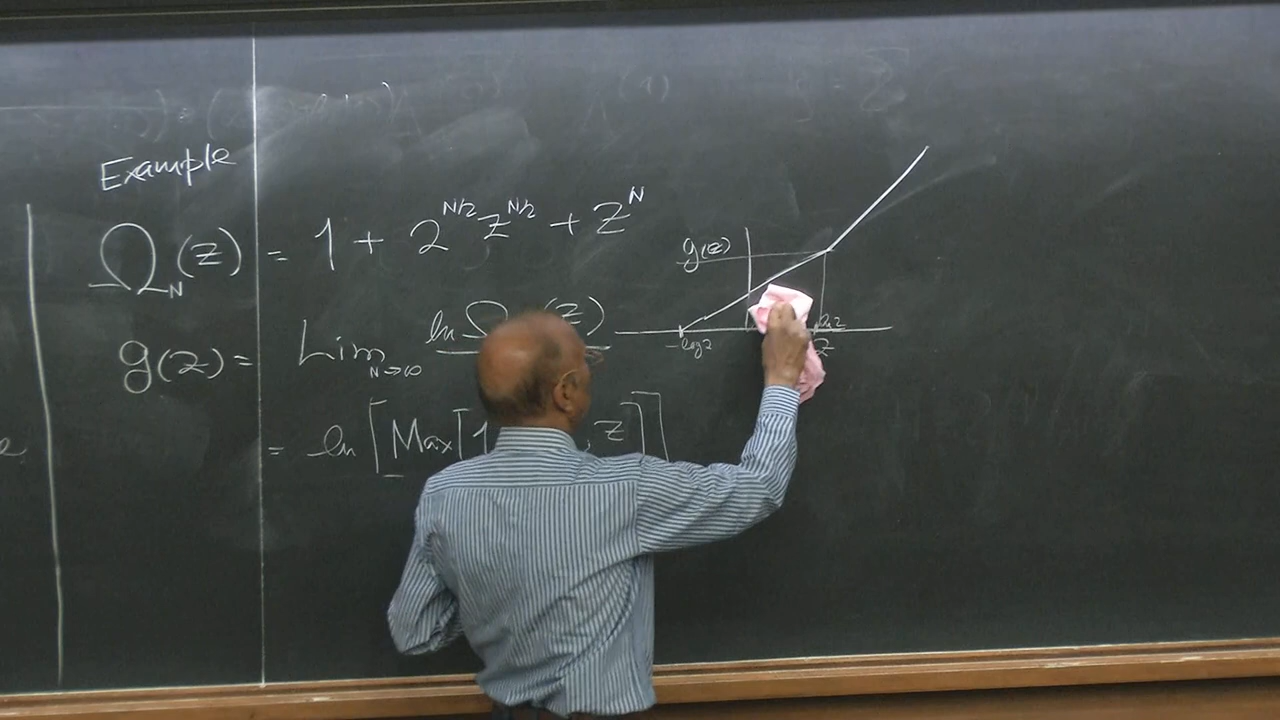 Example
Ω_N(z) = 1 + 2^{N/2} z^{N/2} + z^N
g(z) = Lim_{N→∞} ln Ω (z)
= ln [Max [1 , z]]
g(z)
-log2